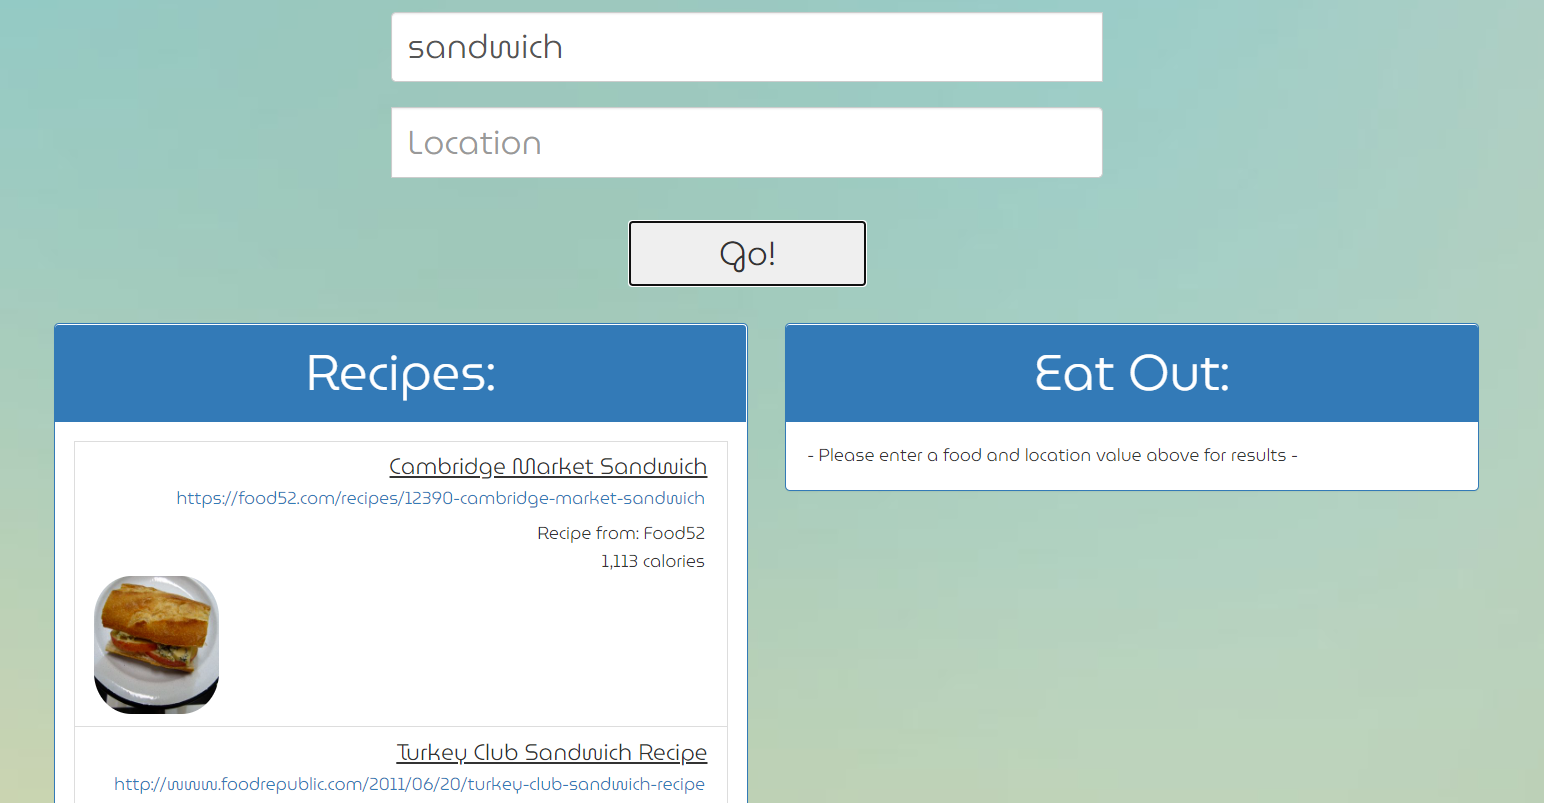 sandwich
Location
Go!
Recipes:
Cambridge Market Sandwich
https://food52.com/recipes/12390-cambridge-market-sandwich
Recipe from: Food52
1,113 calories
Turkey Club Sandwich Recipe
http://www.foodrepublic.com/2011/06/20/turkey-club-sandwich-recipe
Eat Out:
- Please enter a food and location value above for results -